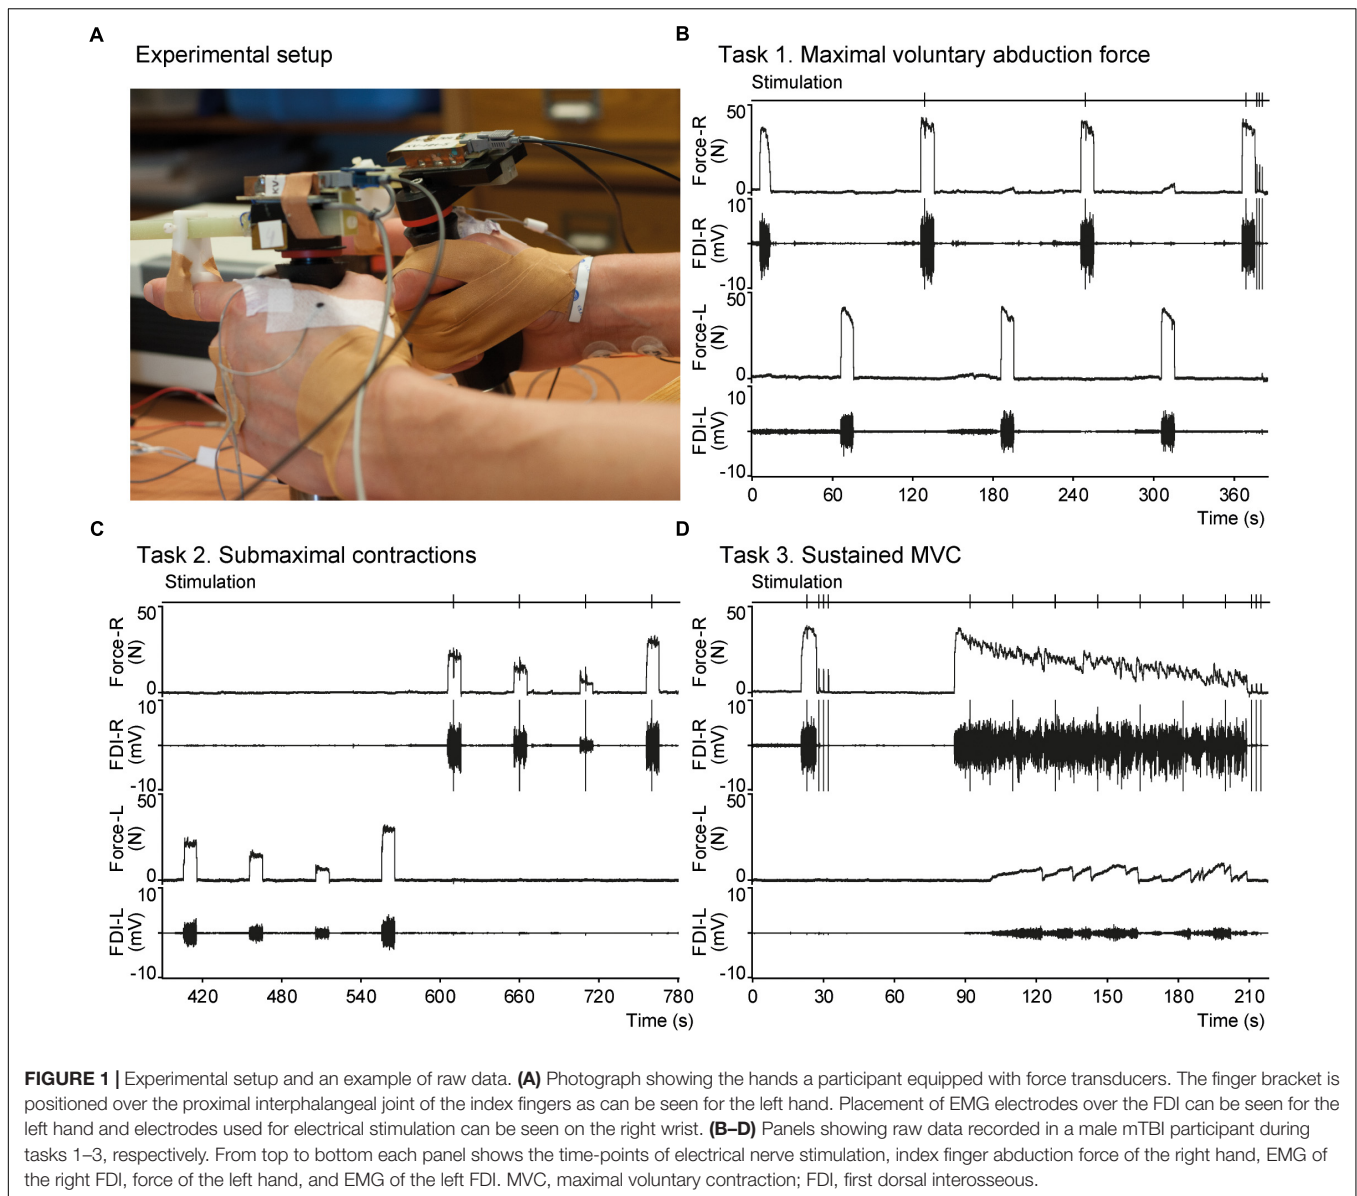 A
Experimental setup
KV
B
Task 1. Maximal voluntary abduction force
Stimulation
50
Force-R
(N)
0
10
FDI-R
(mV)
-10
50
Force-L
(N)
0
10
FDI-L
(mV)
-10
0 60 120 180 240 300 360
Time (s)
C
Task 2. Submaximal contractions
Stimulation
50
Force-R
(N)
0
10
FDI-R
(mV)
-10
50
Force-L
(N)
0
10
FDI-L
(mV)
-10
420 480 540 600 660 720 780
Time (s)
D
Task 3. Sustained MVC
Stimulation
50
Force-R
(N)
0
10
FDI-R
(mV)
-10
50
Force-L
(N)
0
10
FDI-L
(mV)
-10
0 30 60 90 120 150 180 210
Time (s)
FIGURE 1 | Experimental setup and an example of raw data. (A) Photograph showing the hands a participant equipped with force transducers. The finger bracket is
positioned over the proximal interphalangeal joint of the index fingers as can be seen for the left hand. Placement of EMG electrodes over the FDI can be seen for the
left hand and electrodes used for electrical stimulation can be seen on the right wrist. (B–D) Panels showing raw data recorded in a male mTBI participant during
tasks 1–3, respectively. From top to bottom each panel shows the time-points of electrical nerve stimulation, index finger abduction force of the right hand, EMG of
the right FDI, force of the left hand, and EMG of the left FDI. MVC, maximal voluntary contraction; FDI, first dorsal interosseous.